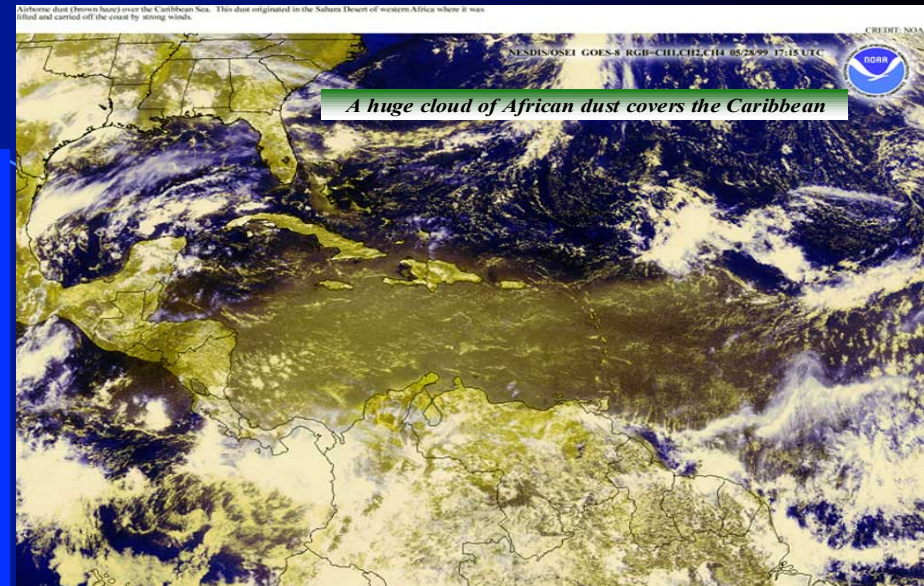 Airborne dust (brown haze) over the Caribbean Sea.  This dust originated in the Sahara Desert of western Africa where it was
lifted and carried off the coast by strong winds.
CREDIT: NOA
NESDIS/OSEI GOES-8 RGB=CH1,CH2,CH4 05/28/99 17:15 UTC
NOAA
A huge cloud of African dust covers the Caribbean